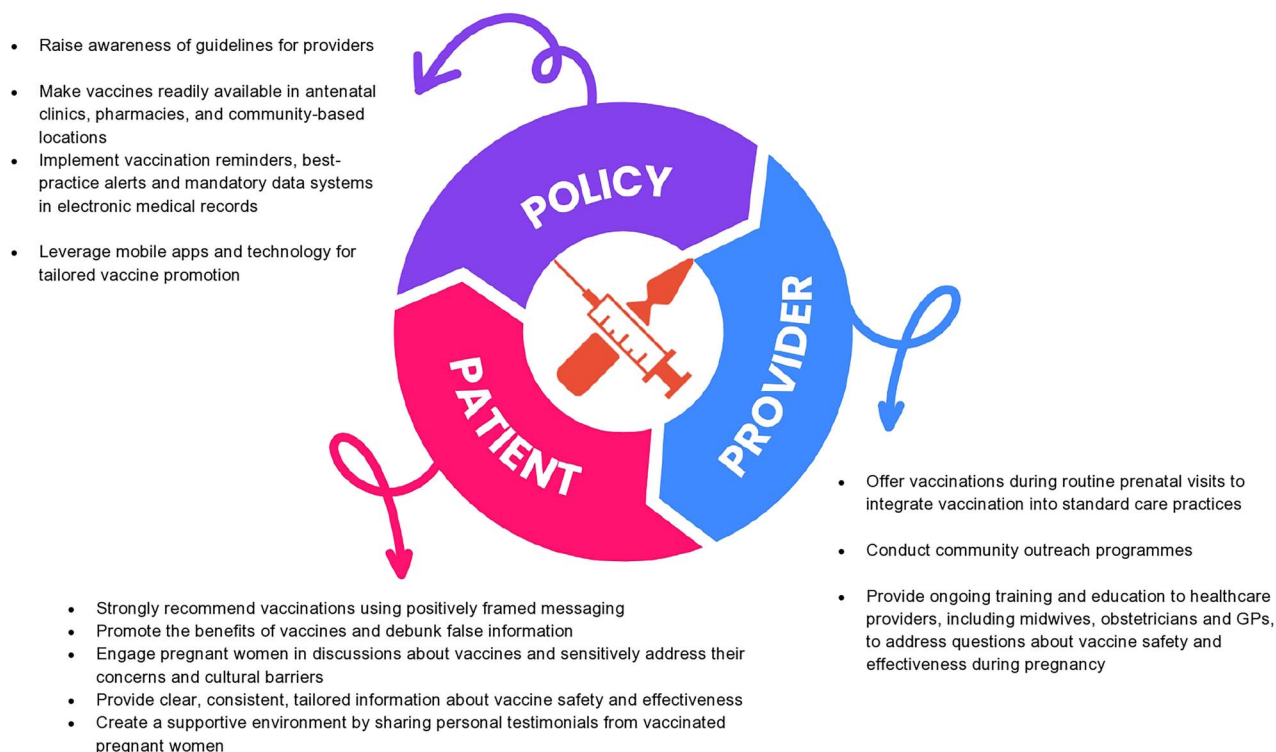 • Raise awareness of guidelines for providers
• Make vaccines readily available in antenatal
clinics, pharmacies, and community-based
locations
• Implement vaccination reminders, best-
practice alerts and mandatory data systems
in electronic medical records
• Leverage mobile apps and technology for
tailored vaccine promotion
POLICY
PROVIDER
PATIENT
• Offer vaccinations during routine prenatal visits to
integrate vaccination into standard care practices
• Conduct community outreach programmes
• Provide ongoing training and education to healthcare
providers, including midwives, obstetricians and GPs,
to address questions about vaccine safety and
effectiveness during pregnancy
• Strongly recommend vaccinations using positively framed messaging
• Promote the benefits of vaccines and debunk false information
• Engage pregnant women in discussions about vaccines and sensitively address their
concerns and cultural barriers
• Provide clear, consistent, tailored information about vaccine safety and effectiveness
• Create a supportive environment by sharing personal testimonials from vaccinated
pregnant women